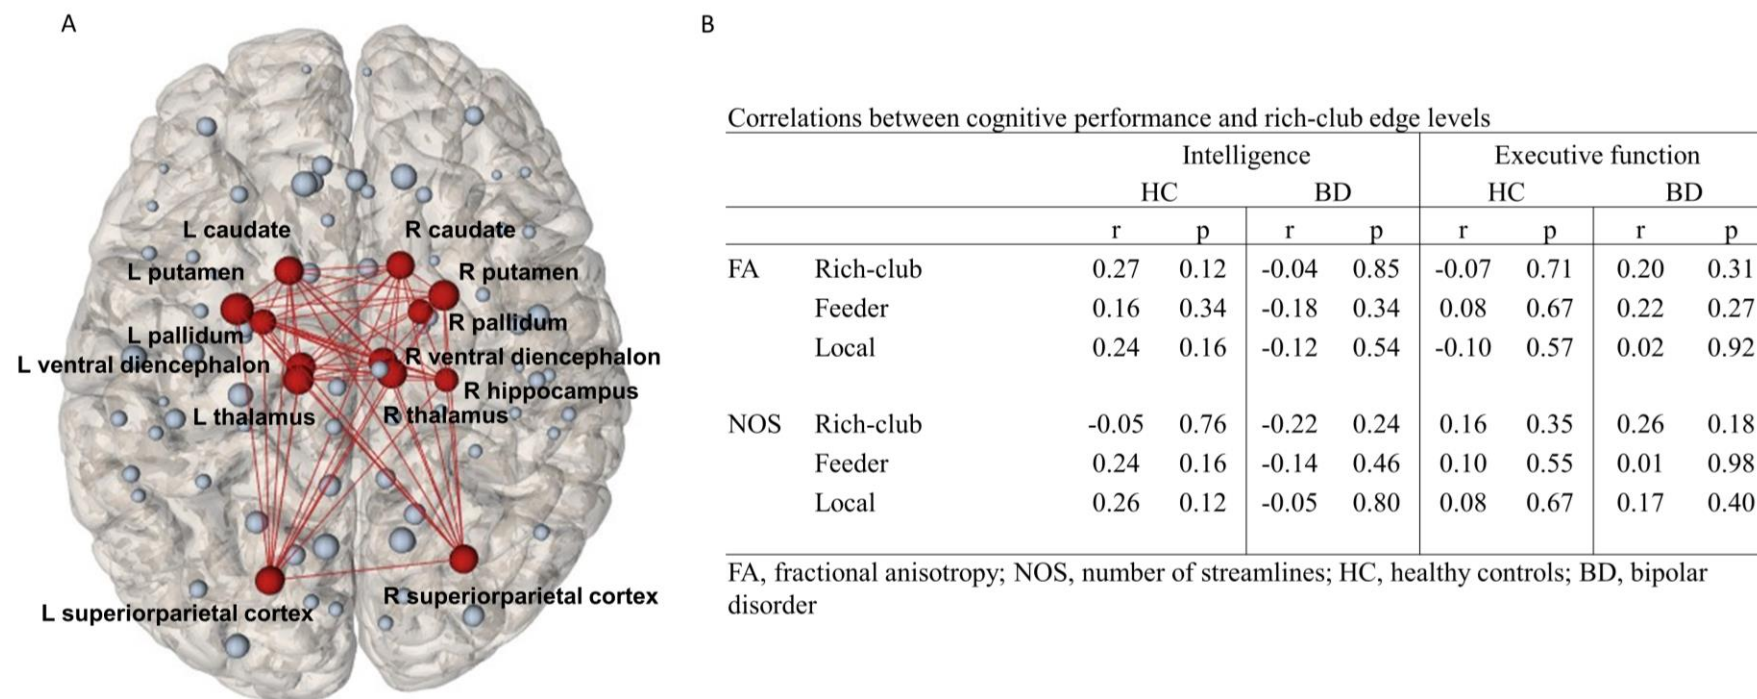 A
L caudate
R caudate
L putamen
R putamen
L pallidum
R pallidum
L ventral diencephalon
R ventral diencephalon
R hippocampus
L thalamus
R thalamus
L superiorparietal cortex
R superiorparietal cortex
B
Correlations between cognitive performance and rich-club edge levels
Intelligence Executive function
HC BD HC BD
r p r p r p r p
FA Rich-club 0.27 0.12 -0.04 0.85 -0.07 0.71 0.20 0.31
Feeder 0.16 0.34 -0.18 0.34 0.08 0.67 0.22 0.27
Local 0.24 0.16 -0.12 0.54 -0.10 0.57 0.02 0.92
NOS Rich-club -0.05 0.76 -0.22 0.24 0.16 0.35 0.26 0.18
Feeder 0.24 0.16 -0.14 0.46 0.10 0.55 0.01 0.98
Local 0.26 0.12 -0.05 0.80 0.08 0.67 0.17 0.40
FA, fractional anisotropy; NOS, number of streamlines; HC, healthy controls; BD, bipolar
disorder